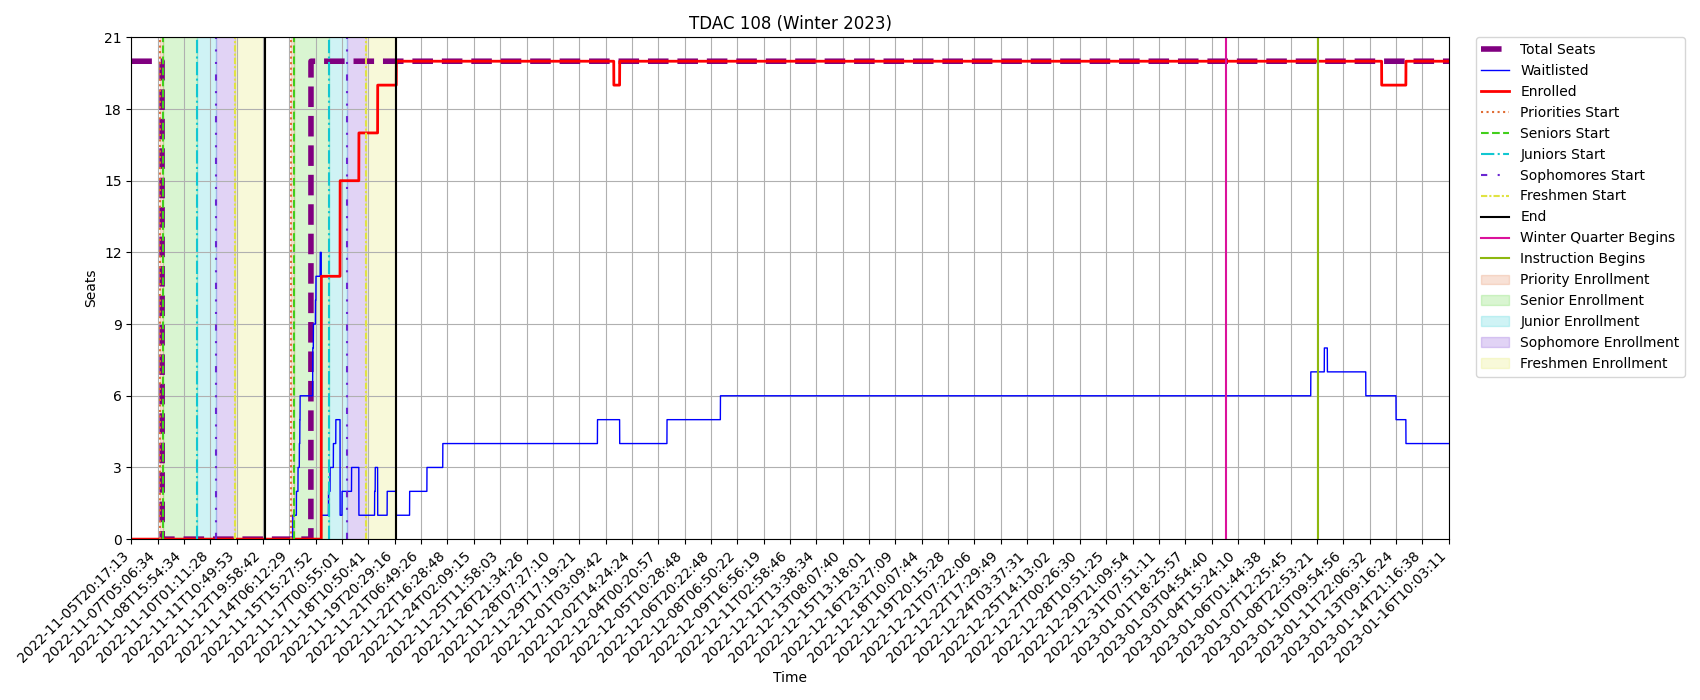 TDAC 108 (Winter 2023)
21
18
15
12
9
6
3
0
Seats
2022-11-05T20:17:13
2022-11-07T05:06:34
2022-11-08T15:54:34
2022-11-10T01:11:28
2022-11-11T10:49:53
2022-11-12T19:58:42
2022-11-14T06:12:29
2022-11-15T15:27:52
2022-11-17T00:55:01
2022-11-18T10:50:41
2022-11-19T20:29:16
2022-11-21T06:49:26
2022-11-22T16:28:48
2022-11-24T02:09:15
2022-11-25T11:58:03
2022-11-26T21:34:26
2022-11-28T07:27:10
2022-11-29T17:19:21
2022-12-01T03:09:42
2022-12-02T14:24:24
2022-12-04T00:20:57
2022-12-05T10:28:48
2022-12-06T20:22:48
2022-12-08T06:50:22
2022-12-09T16:56:19
2022-12-11T02:58:46
2022-12-12T13:38:34
2022-12-13T18:07:40
2022-12-15T13:18:01
2022-12-16T23:27:09
2022-12-18T10:07:44
2022-12-19T20:15:28
2022-12-21T07:22:06
2022-12-22T17:29:49
2022-12-24T03:37:31
2022-12-25T14:13:02
2022-12-27T00:26:30
2022-12-28T10:51:25
2022-12-29T21:09:54
2022-12-31T07:51:11
2023-01-01T18:25:57
2023-01-03T04:54:40
2023-01-04T15:24:10
2023-01-06T01:44:38
2023-01-07T12:25:45
2023-01-08T22:53:21
2023-01-10T09:54:56
2023-01-11T22:06:32
2023-01-13T09:16:24
2023-01-14T21:16:38
2023-01-16T10:03:11
Time
Total Seats
Waitlisted
Enrolled
Priorities Start
Seniors Start
Juniors Start
Sophomores Start
Freshmen Start
End
Winter Quarter Begins
Instruction Begins
Priority Enrollment
Senior Enrollment
Junior Enrollment
Sophomore Enrollment
Freshmen Enrollment